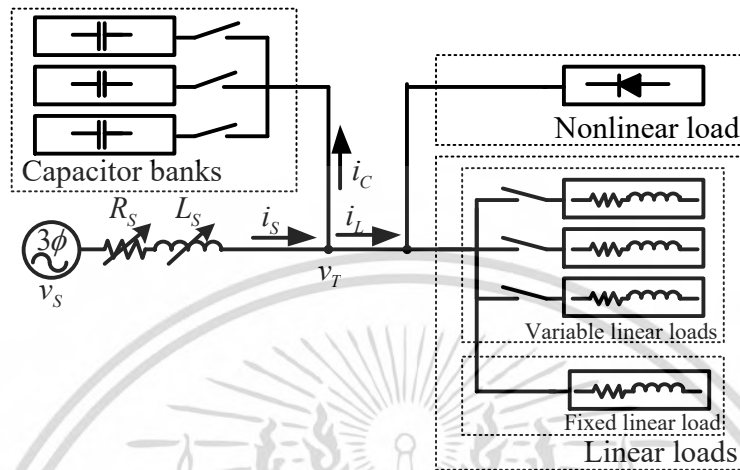 Capacitor banks
Nonlinear load
i_C
R_S
L_S
i_S
i_L
3ϕ
v_S
v_T
Variable linear loads
Fixed linear load
Linear loads